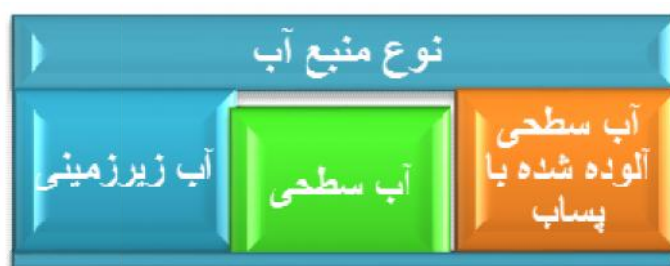 نوع منبع آب
آب سطحی
آلوده شده با
پساب
آب سطحی
آب زیرزمینی